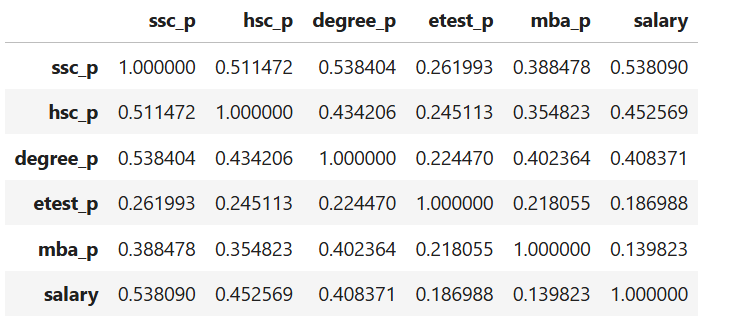 ssc_p hsc_p degree_p etest_p mba_p salary
ssc_p 1.000000 0.511472 0.538404 0.261993 0.388478 0.538090
hsc_p 0.511472 1.000000 0.434206 0.245113 0.354823 0.452569
degree_p 0.538404 0.434206 1.000000 0.224470 0.402364 0.408371
etest_p 0.261993 0.245113 0.224470 1.000000 0.218055 0.186988
mba_p 0.388478 0.354823 0.402364 0.218055 1.000000 0.139823
salary 0.538090 0.452569 0.408371 0.186988 0.139823 1.000000